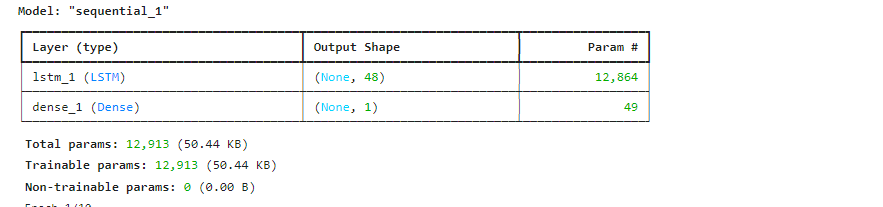 Model: "sequential_1"
Layer (type) Output Shape Param #
lstm_1 (LSTM) (None, 48) 12,864
dense_1 (Dense) (None, 1) 49
Total params: 12,913 (50.44 KB)
Trainable params: 12,913 (50.44 KB)
Non-trainable params: 0 (0.00 B)